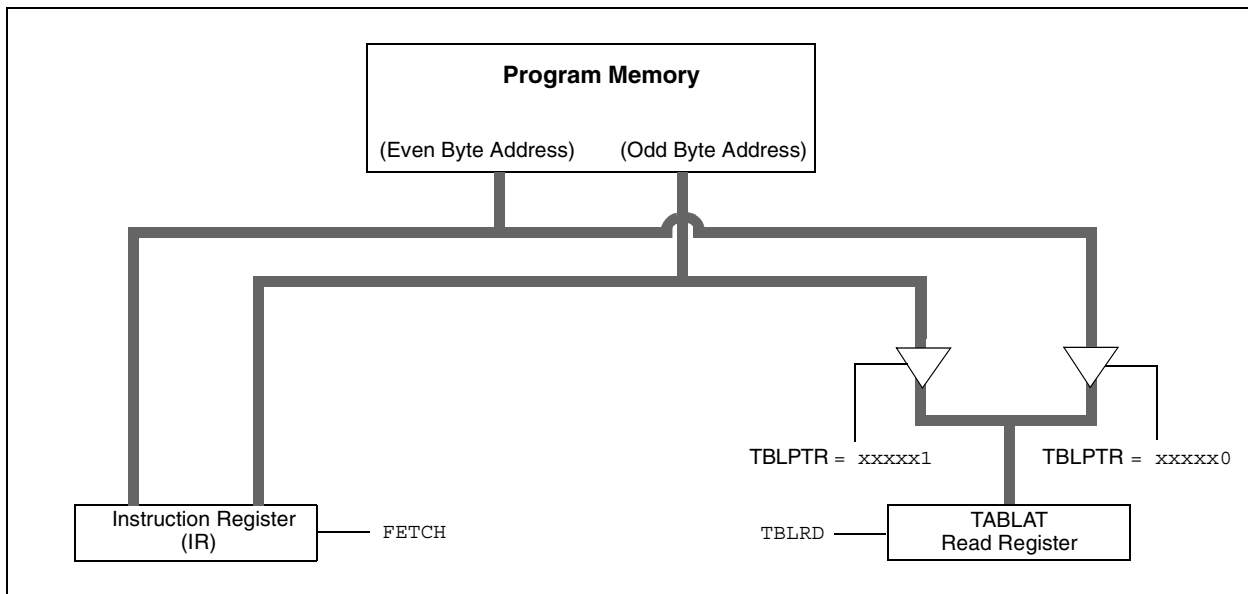 Program Memory
(Even Byte Address) (Odd Byte Address)
TBLPTR = xxxxx1
TBLPTR = xxxxx0
Instruction Register
(IR)
FETCH
TBLRD
TABLAT
Read Register